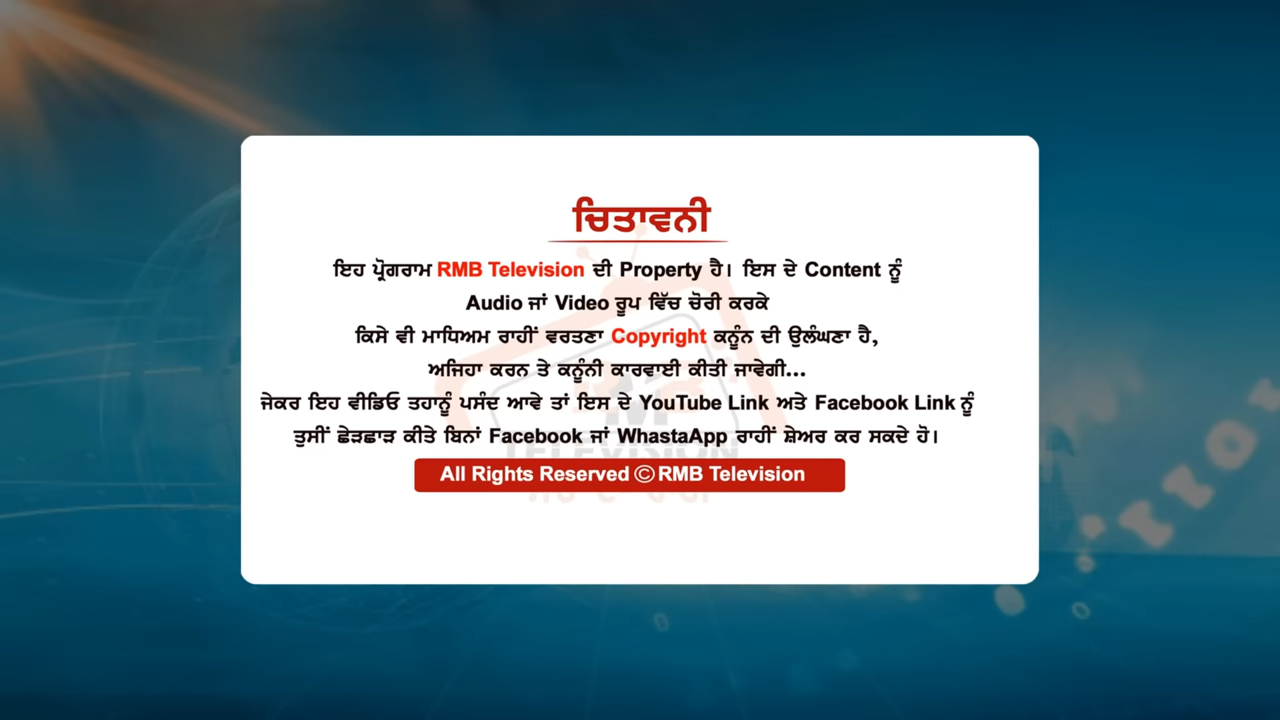 ਚਿਤਾਵਨੀ
ਇਹ ਪ੍ਰੋਗਰਾਮ RMB Television ਦੀ Property ਹੈ। ਇਸ ਦੇ Content ਨੂੰ
Audio ਜਾਂ Video ਰੂਪ ਵਿੱਚ ਚੋਰੀ ਕਰਕੇ
ਕਿਸੇ ਵੀ ਮਾਧਿਅਮ ਰਾਹੀਂ ਵਰਤਣਾ Copyright ਕਨੂੰਨ ਦੀ ਉਲੰਘਣਾ ਹੈ,
ਅਜਿਹਾ ਕਰਨ ਤੇ ਕਨੂੰਨੀ ਕਾਰਵਾਈ ਕੀਤੀ ਜਾਵੇਗੀ...
ਜੇਕਰ ਇਹ ਵੀਡਿਓ ਤਹਾਨੂੰ ਪਸੰਦ ਆਵੇ ਤਾਂ ਇਸ ਦੇ YouTube Link ਅਤੇ Facebook Link ਨੂੰ
ਤੁਸੀਂ ਛੇੜਛਾੜ ਕੀਤੇ ਬਿਨਾਂ Facebook ਜਾਂ WhastaApp ਰਾਹੀਂ ਸ਼ੇਅਰ ਕਰ ਸਕਦੇ ਹੋ।
TELEVISION
All Rights Reserved © RMB Television